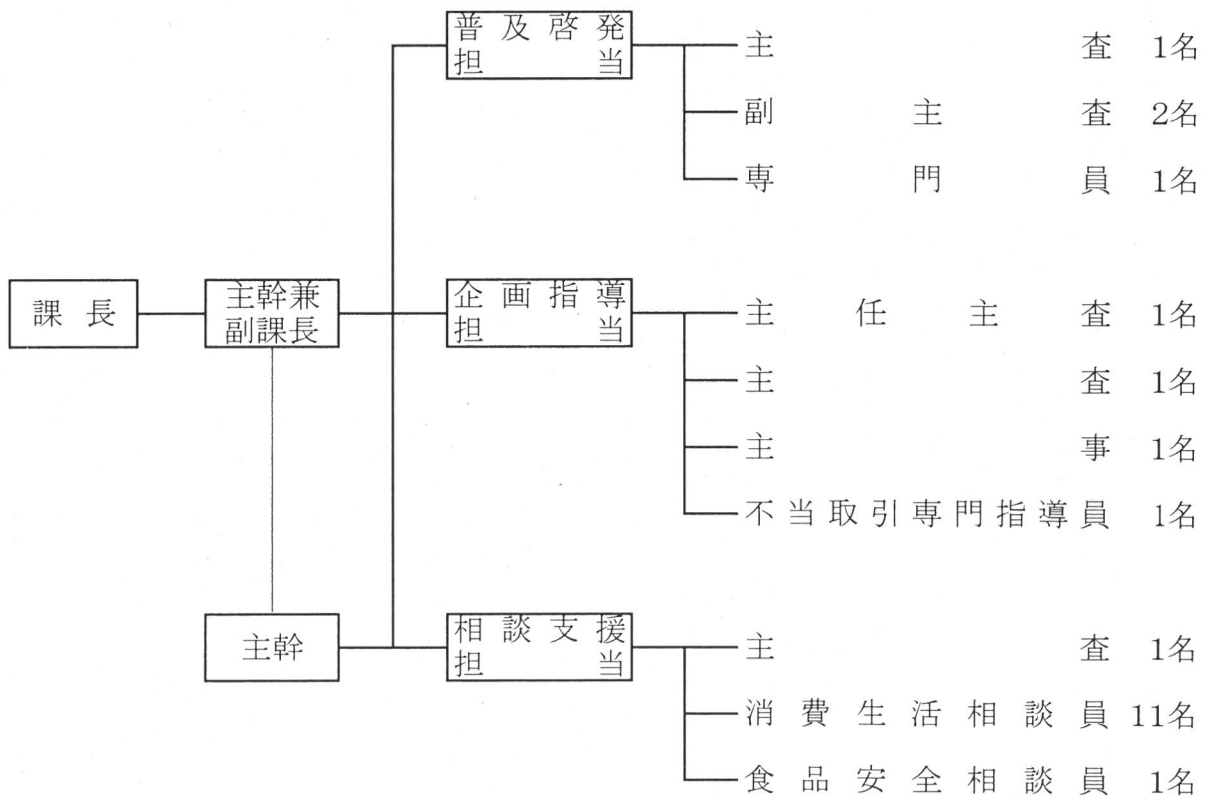 普及啓発
担当
主査 1名
副主査 2名
専門員 1名
課長
主幹兼
副課長
企画指導
担当
主任主査 1名
主査 1名
主事 1名
不当取引専門指導員 1名
主幹
相談支援
担当
主査 1名
消費生活相談員 11名
食品安全相談員 1名